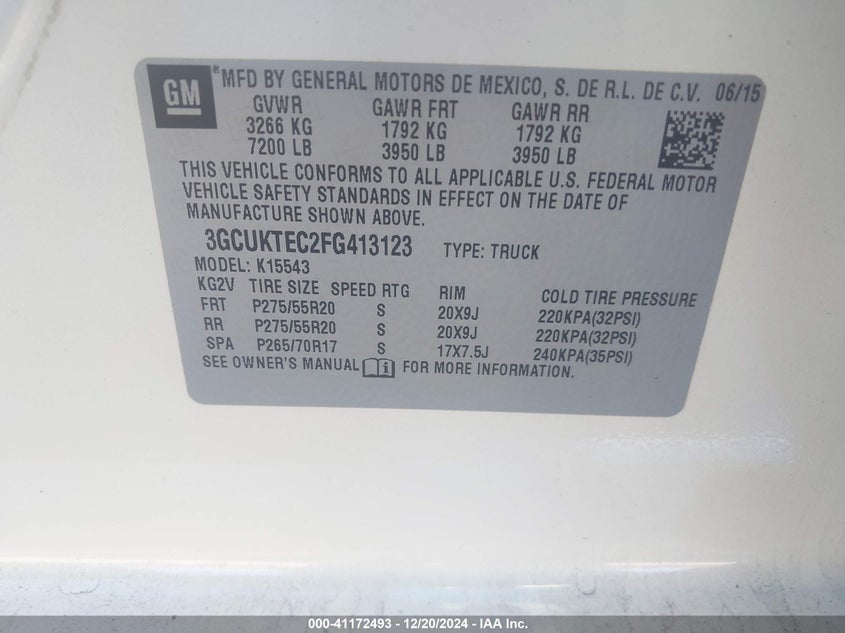 GM
®MFD BY GENERAL MOTORS DE MEXICO, S. DE R.L. DE C.V. 06/15
GVWR GAWR FRT GAWR RR
3266 KG 1792 KG 1792 KG
7200 LB 3950 LB 3950 LB
THIS VEHICLE CONFORMS TO ALL APPLICABLE U.S. FEDERAL MOTOR
VEHICLE SAFETY STANDARDS IN EFFECT ON THE DATE OF
MANUFACTURE SHOWN ABOVE.
3GCUKTEC2FG413123 TYPE: TRUCK
MODEL: K15543
KG2V TIRE SIZE SPEED RTG RIM COLD TIRE PRESSURE
FRT P275/55R20 S 20X9J 220KPA(32PSI)
RR P275/55R20 S 20X9J 220KPA(32PSI)
SPA P265/70R17 S 17X7.5J 240KPA(35PSI)
SEE OWNER'S MANUAL i FOR MORE INFORMATION.
000-41172493 - 12/20/2024 - IAA Inc.